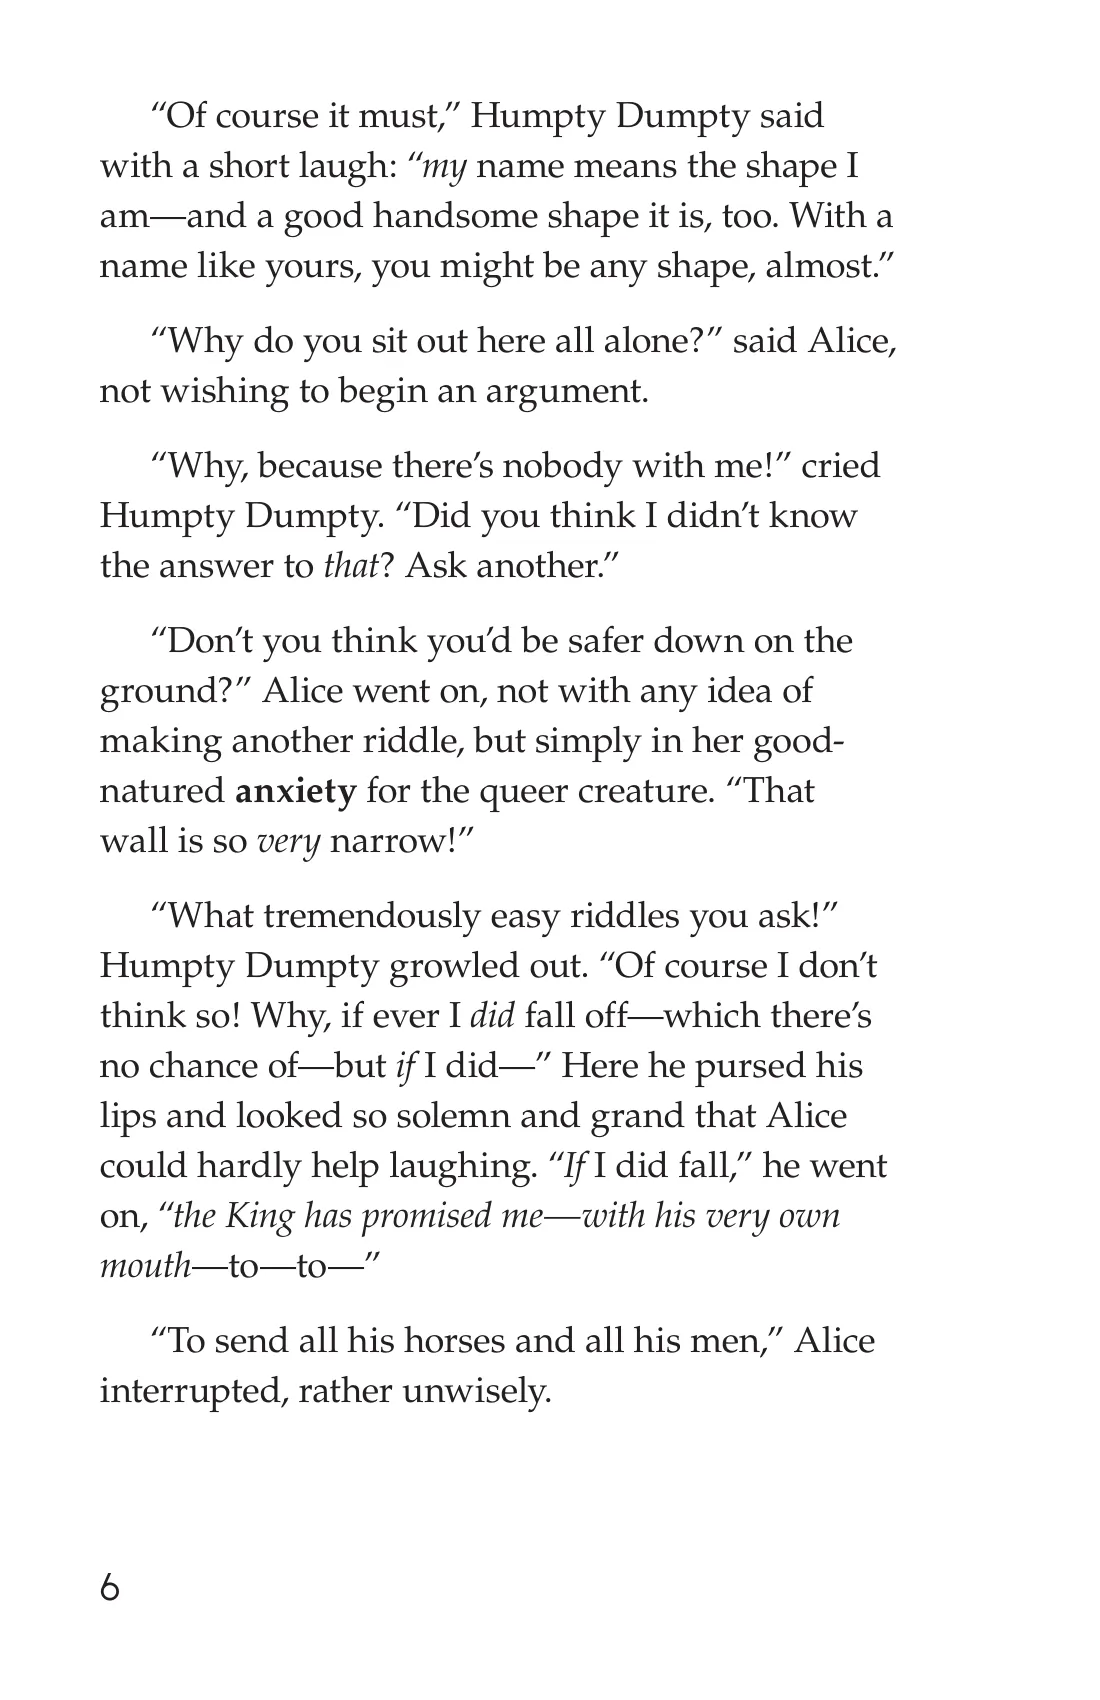 “Of course it must,” Humpty Dumpty said
with a short laugh: “my name means the shape I
am—and a good handsome shape it is, too. With a
name like yours, you might be any shape, almost.”
“Why do you sit out here all alone?” said Alice,
not wishing to begin an argument.
“Why, because there’s nobody with me!” cried
Humpty Dumpty. “Did you think I didn’t know
the answer to that? Ask another.”
“Don’t you think you’d be safer down on the
ground?” Alice went on, not with any idea of
making another riddle, but simply in her good-
natured anxiety for the queer creature. “That
wall is so very narrow!”
“What tremendously easy riddles you ask!”
Humpty Dumpty growled out. “Of course I don’t
think so! Why, if ever I did fall off—which there’s
no chance of—but if I did—” Here he pursed his
lips and looked so solemn and grand that Alice
could hardly help laughing. “If I did fall,” he went
on, “the King has promised me—with his very own
mouth—to—to—”
“To send all his horses and all his men,” Alice
interrupted, rather unwisely.
6